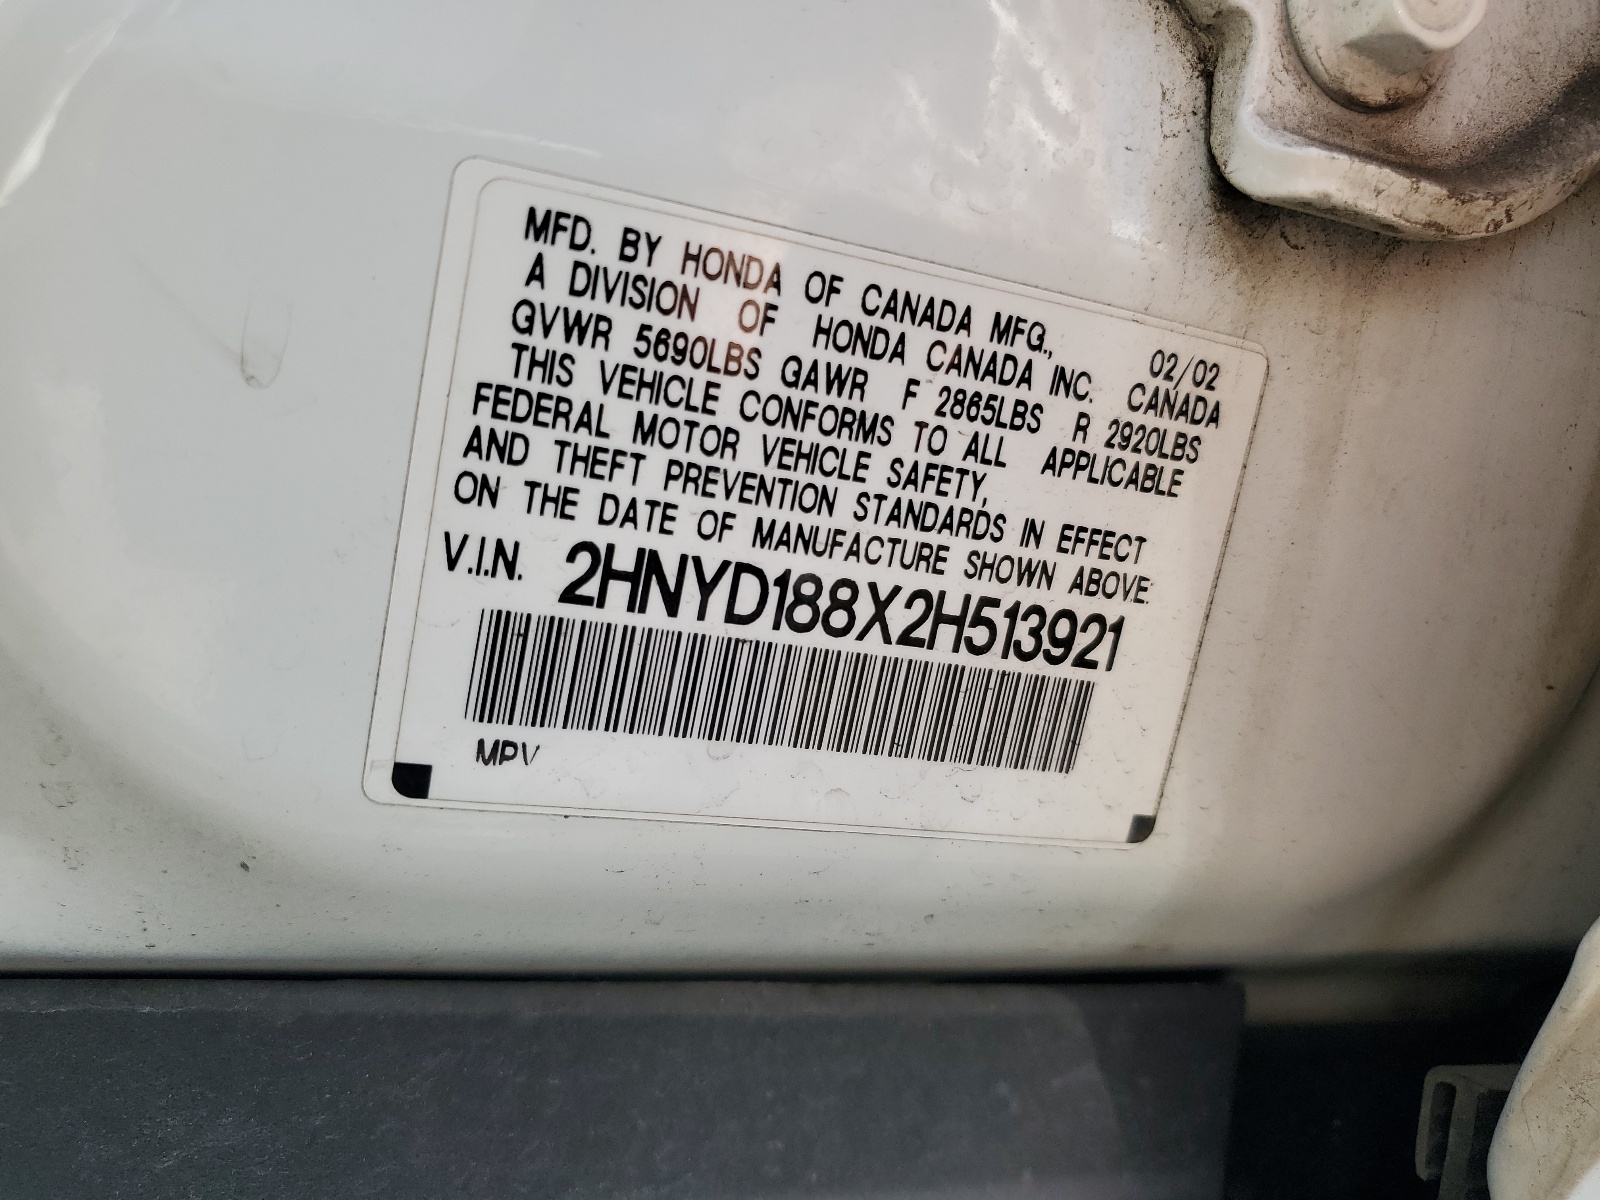 MFD. BY HONDA OF CANADA MFG., 02/02
A DIVISION OF HONDA CANADA INC. CANADA
GVWR 5690LBS GAWR F 2865LBS R 2920LBS
THIS VEHICLE CONFORMS TO ALL APPLICABLE
FEDERAL MOTOR VEHICLE SAFETY,
AND THEFT PREVENTION STANDARDS IN EFFECT
ON THE DATE OF MANUFACTURE SHOWN ABOVE:
V.I.N. 2HNYD188X2H513921
MPV